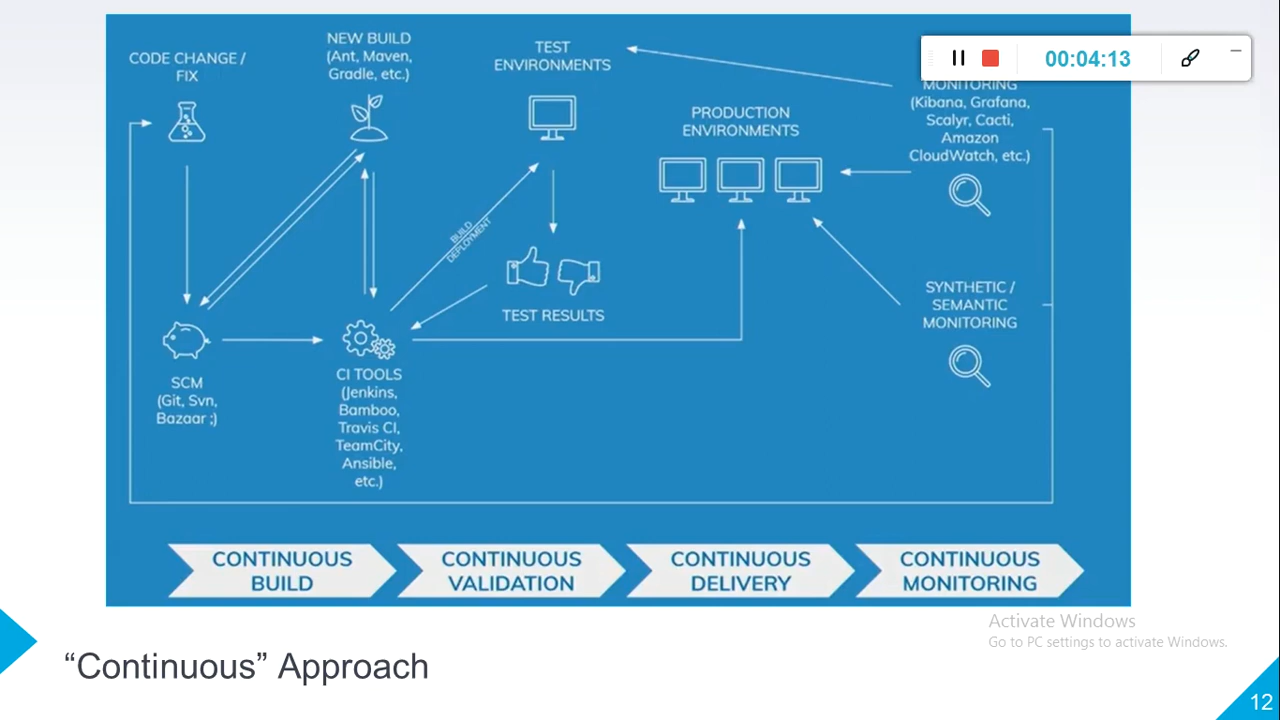 CODE CHANGE /
FIX
NEW BUILD
(Ant, Maven,
Gradle, etc.)
TEST
ENVIRONMENTS
PRODUCTION
ENVIRONMENTS
00:04:13
MONITORING
(Kibana, Grafana,
Scalyr, Cacti,
Amazon
CloudWatch, etc.)
BUILD
DEPLOYMENT
TEST RESULTS
SYNTHETIC /
SEMANTIC
MONITORING
SCM
(Git, Svn,
Bazaar ;)
CI TOOLS
(Jenkins,
Bamboo,
Travis CI,
TeamCity,
Ansible,
etc.)
CONTINUOUS
BUILD
CONTINUOUS
VALIDATION
CONTINUOUS
DELIVERY
CONTINUOUS
MONITORING
Activate Windows
Go to PC settings to activate Windows.
“Continuous” Approach
12